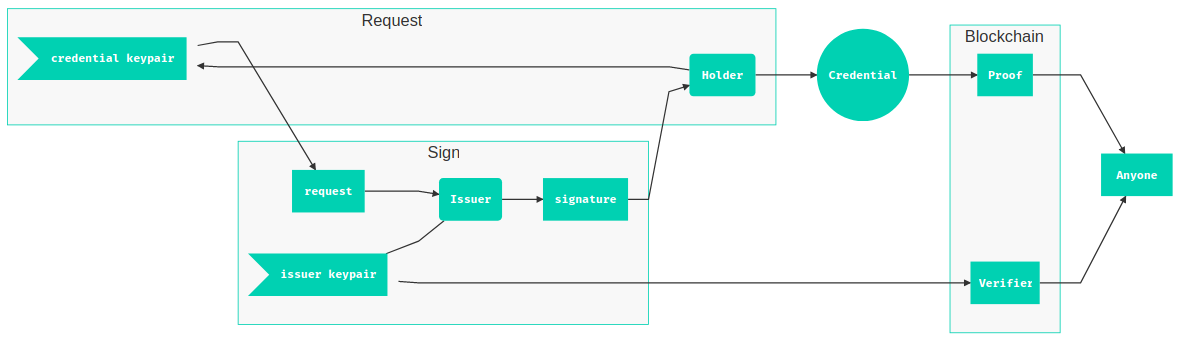 Request
credential keypair
Holder
Credential
Blockchain
Proof
Sign
request
Issuer
signature
Anyone
issuer keypair
Verifier